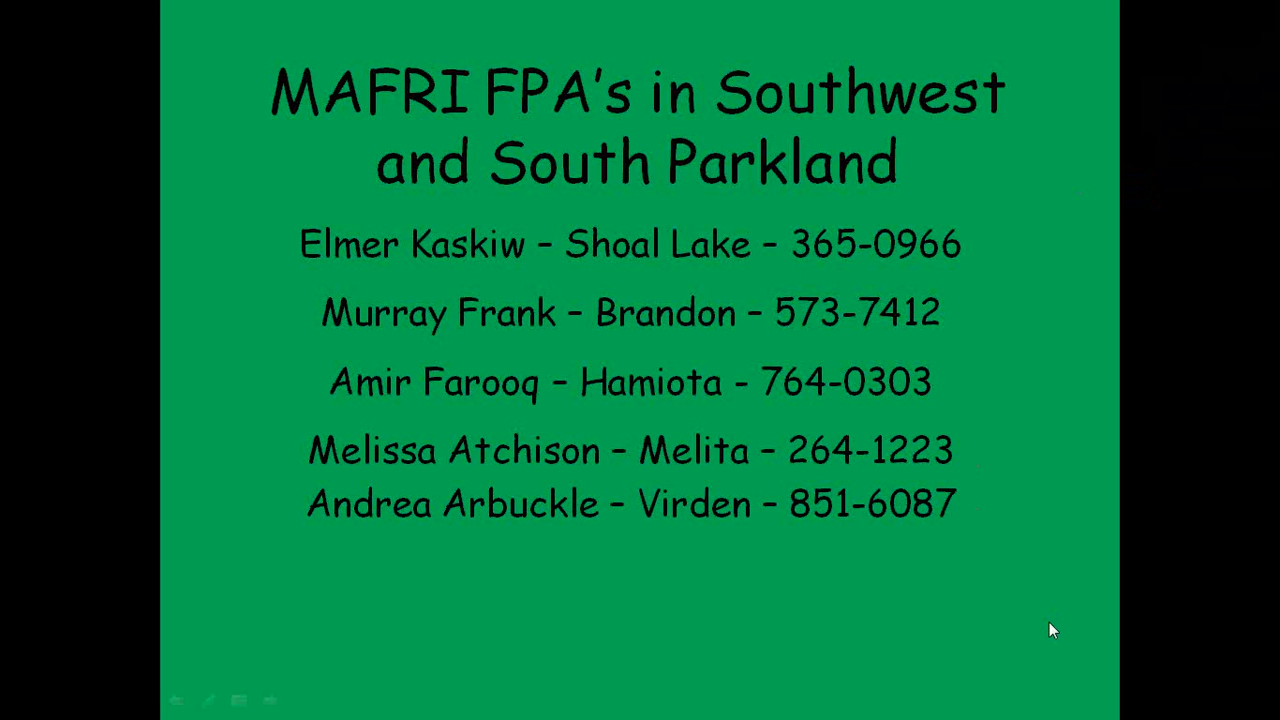 MAFRI FPA’s in Southwest
and South Parkland
Elmer Kaskiw – Shoal Lake – 365-0966
Murray Frank – Brandon – 573-7412
Amir Farooq – Hamiota - 764-0303
Melissa Atchison – Melita – 264-1223
Andrea Arbuckle – Virden – 851-6087